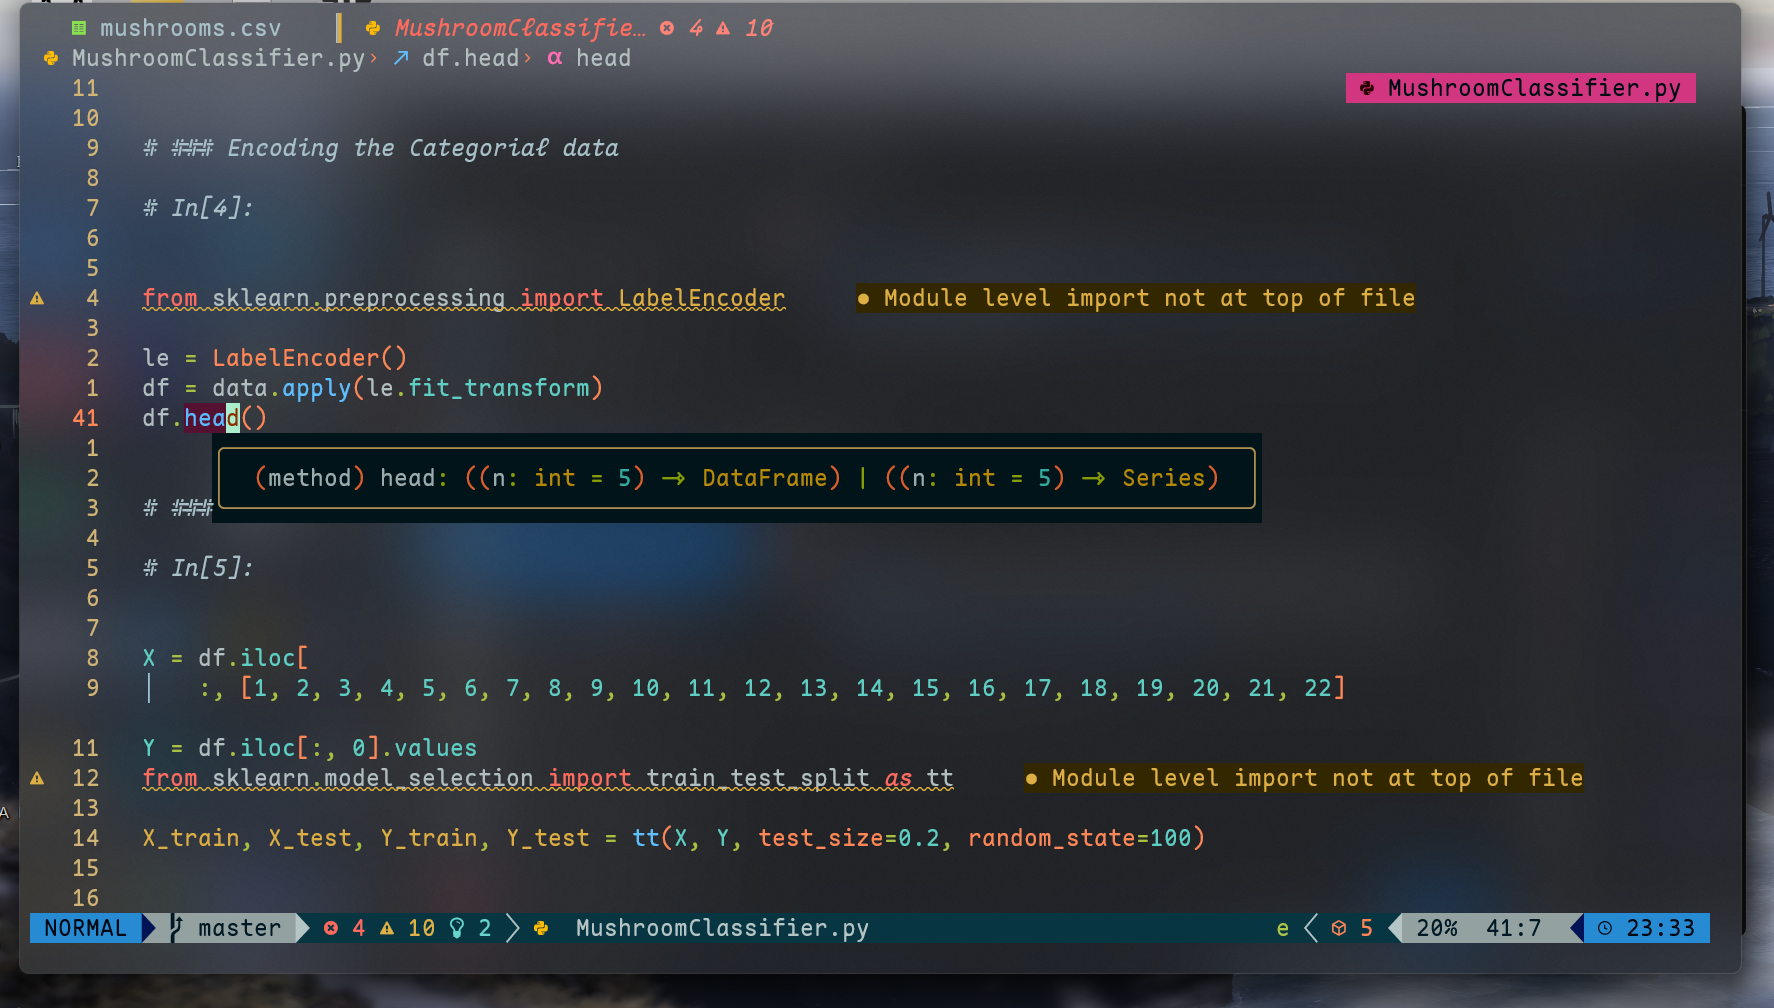 mushrooms.csv MushroomClassifie… 4 10
MushroomClassifier.py › df.head › α head
11 MushroomClassifier.py
10
9 # ### Encoding the Categorial data
8
7 # In[4]:
6
5
4 from sklearn.preprocessing import LabelEncoder ● Module level import not at top of file
3
2 le = LabelEncoder()
1 df = data.apply(le.fit_transform)
41 df.head()
1
2 (method) head: ((n: int = 5) → DataFrame) | ((n: int = 5) → Series)
3 # ###
4
5 # In[5]:
6
7
8 X = df.iloc[
9 :, [1, 2, 3, 4, 5, 6, 7, 8, 9, 10, 11, 12, 13, 14, 15, 16, 17, 18, 19, 20, 21, 22]
11 Y = df.iloc[:, 0].values
12 from sklearn.model_selection import train_test_split as tt ● Module level import not at top of file
13
14 X_train, X_test, Y_train, Y_test = tt(X, Y, test_size=0.2, random_state=100)
15
16
NORMAL master 4 10 2 MushroomClassifier.py e 5 20% 41:7 23:33